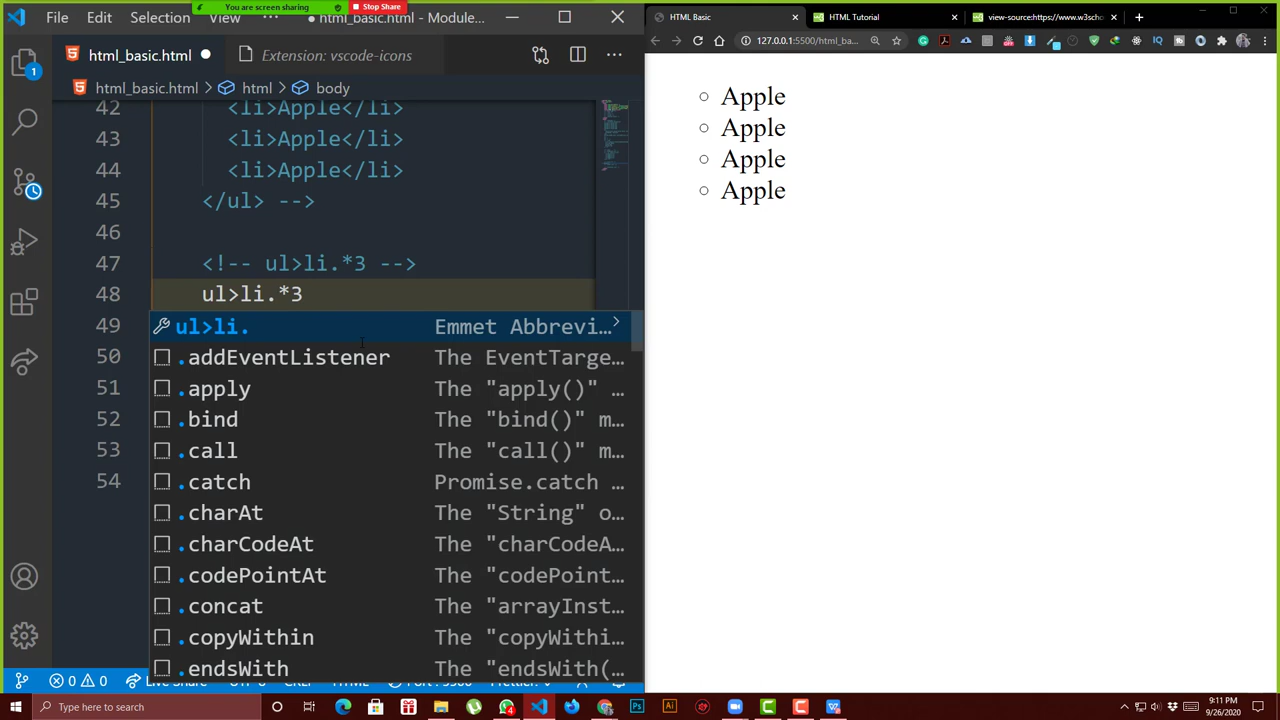 You are screen sharing
Stop Share
File Edit Selection View ···
● html_basic.html - Module...
html_basic.html ●
Extension: vscode-icons
html_basic.html > html > body
42 <li>Apple</li>
43 <li>Apple</li>
44 <li>Apple</li>
45 </ul> -->
46
47 <!-- ul>li.*3 -->
48 ul>li.*3
49 ul>li. Emmet Abbrevi...>
50 .addEventListener The EventTarge...
51 .apply The "apply()" ...
52 .bind The "bind()" m...
53 .call The "call()" m...
54 .catch Promise.catch ...
.charAt The "String" o...
.charCodeAt The "charCodeA...
.codePointAt The "codePoint...
.concat The "arrayInst...
.copyWithin The "copyWithi...
.endsWith The "endsWith(...
1
0 0 Live Share
HTML Basic
HTML Tutorial
view-source:https://www.w3scho
127.0.0.1:5500/html_ba...
Apple
Apple
Apple
Apple
Type here to search
9:11 PM
9/26/2020